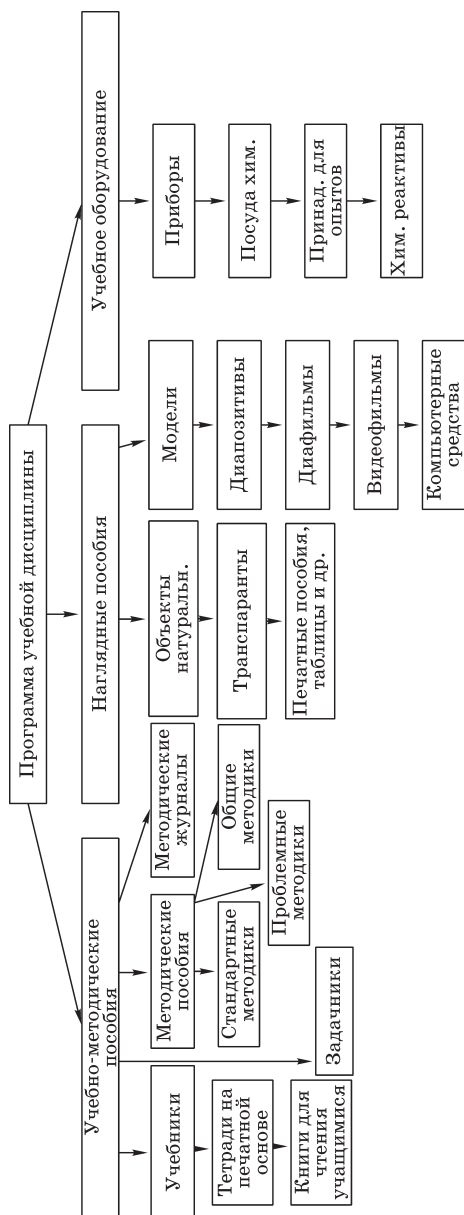 Программа учебной дисциплины
Учебно-методические
пособия
Наглядные пособия
Учебное оборудование
Учебники
Тетради на
печатной
основе
Книги для
чтения
учащимися
Задачники
Методические
пособия
Стандартные
методики
Проблемные
методики
Общие
методики
Методические
журналы
Объекты
натуральн.
Транспаранты
Печатные пособия,
таблицы и др.
Модели
Диапозитивы
Диафильмы
Видеофильмы
Компьютерные
средства
Приборы
Посуда хим.
Принад. для
опытов
Хим. реактивы